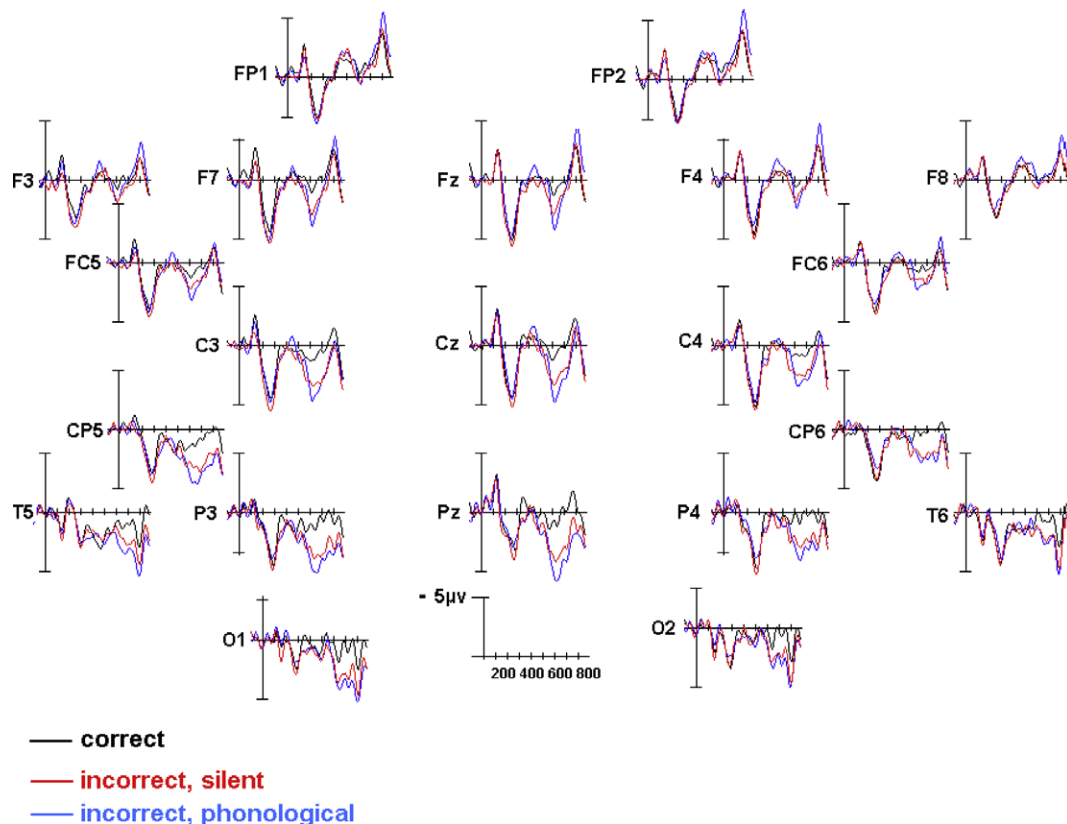 FP1 FP2
F3 F7 Fz F4 F8
FC5 FC6
C3 Cz C4
CP5 CP6
T5 P3 Pz P4 T6
- 5μv
O1 O2
200 400 600 800
correct
incorrect, silent
incorrect, phonological